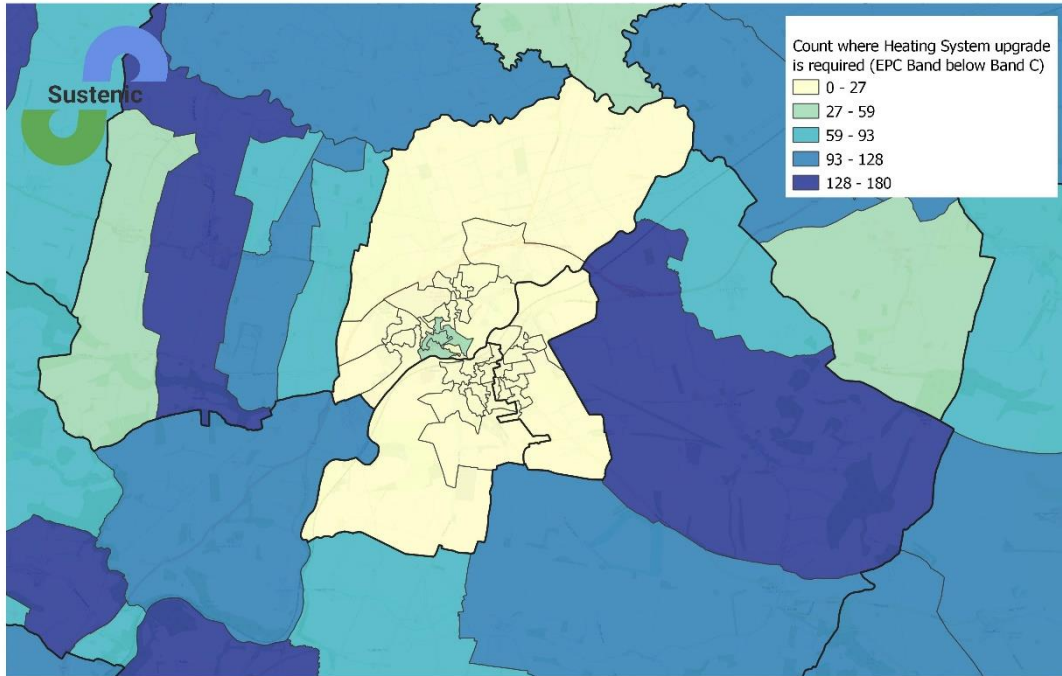 Sustenic
Count where Heating System upgrade
is required (EPC Band below Band C)
0 - 27
27 - 59
59 - 93
93 - 128
128 - 180